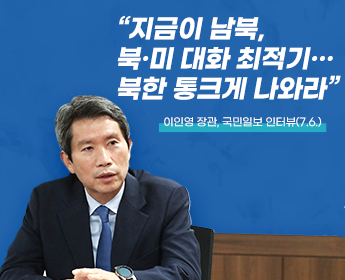 “지금이 남북,
북·미 대화 최적기…
북한 통크게 나와라”
이인영 장관, 국민일보 인터뷰(7.6.)